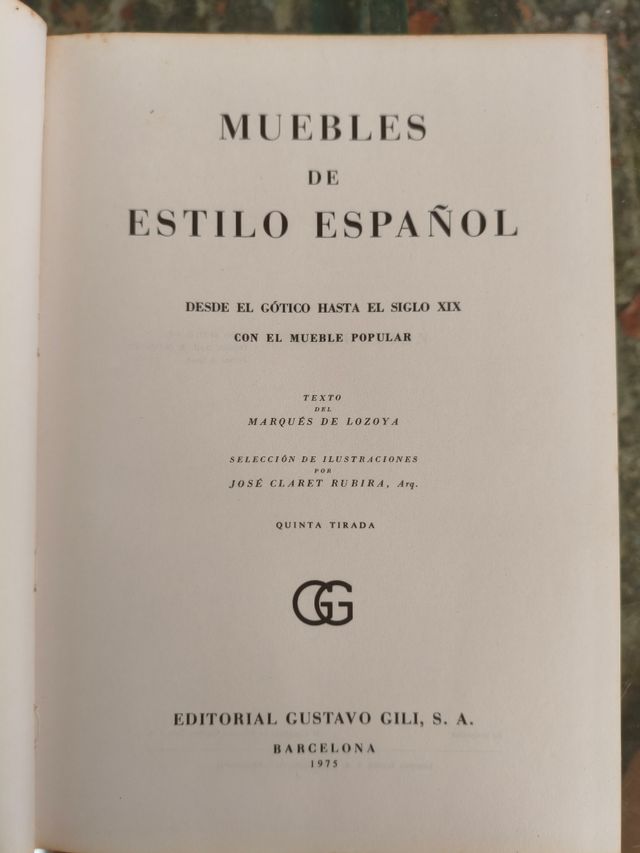 MUEBLES
DE
ESTILO ESPAÑOL
DESDE EL GÓTICO HASTA EL SIGLO XIX
CON EL MUEBLE POPULAR
TEXTO
DEL
MARQUÉS DE LOZOYA
SELECCIÓN DE ILUSTRACIONES
POR
JOSÉ CLARET RUBIRA, Arq.
QUINTA TIRADA
GG
EDITORIAL GUSTAVO GILI, S. A.
BARCELONA
1975